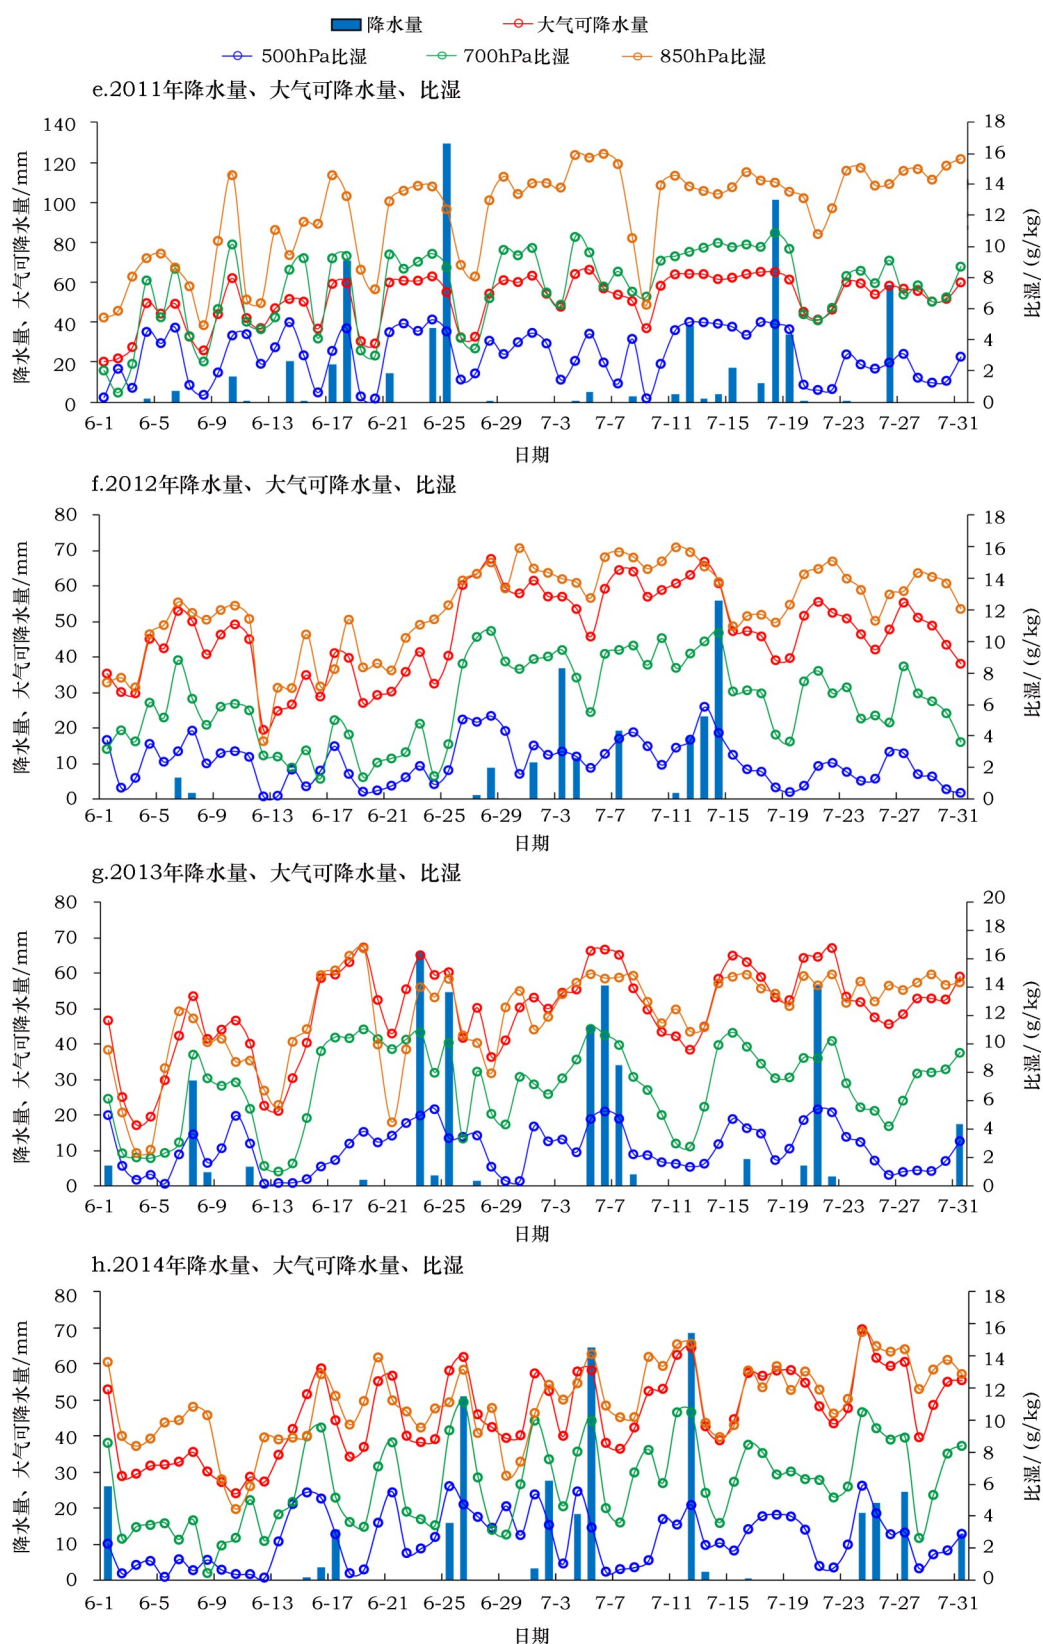 降水量 大气可降水量
500hPa比湿 700hPa比湿 850hPa比湿
e.2011年降水量、大气可降水量、比湿
降水量、大气可降水量/mm
140 120 100 80 60 40 20 0
18 16 14 12 10 8 6 4 2 0
比湿/(g/kg)
6-1 6-5 6-9 6-13 6-17 6-21 6-25 6-29 7-3 7-7 7-11 7-15 7-19 7-23 7-27 7-31
日期
f.2012年降水量、大气可降水量、比湿
降水量、大气可降水量/mm
80 70 60 50 40 30 20 10 0
18 16 14 12 10 8 6 4 2 0
比湿/(g/kg)
6-1 6-5 6-9 6-13 6-17 6-21 6-25 6-29 7-3 7-7 7-11 7-15 7-19 7-23 7-27 7-31
日期
g.2013年降水量、大气可降水量、比湿
降水量、大气可降水量/mm
80 70 60 50 40 30 20 10 0
20 18 16 14 12 10 8 6 4 2 0
比湿/(g/kg)
6-1 6-5 6-9 6-13 6-17 6-21 6-25 6-29 7-3 7-7 7-11 7-15 7-19 7-23 7-27 7-31
日期
h.2014年降水量、大气可降水量、比湿
降水量、大气可降水量/mm
80 70 60 50 40 30 20 10 0
18 16 14 12 10 8 6 4 2 0
比湿/(g/kg)
6-1 6-5 6-9 6-13 6-17 6-21 6-25 6-29 7-3 7-7 7-11 7-15 7-19 7-23 7-27 7-31
日期